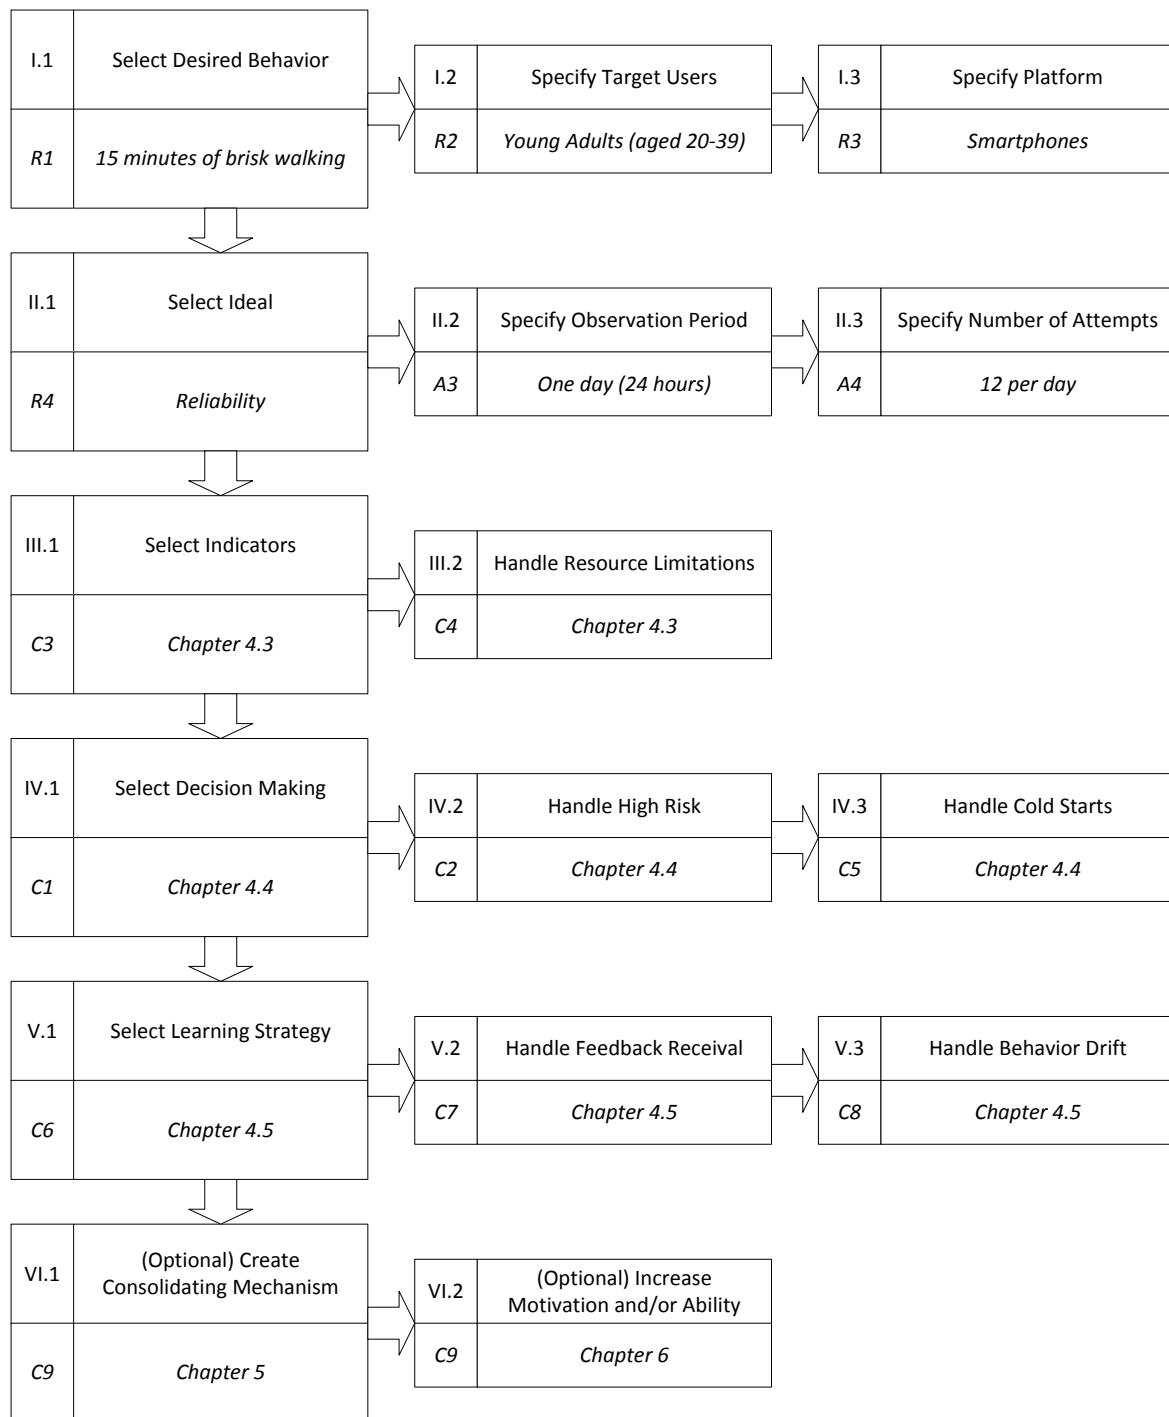 I.1 Select Desired Behavior
R1 15 minutes of brisk walking
I.2 Specify Target Users
R2 Young Adults (aged 20-39)
I.3 Specify Platform
R3 Smartphones
II.1 Select Ideal
R4 Reliability
II.2 Specify Observation Period
A3 One day (24 hours)
II.3 Specify Number of Attempts
A4 12 per day
III.1 Select Indicators
C3 Chapter 4.3
III.2 Handle Resource Limitations
C4 Chapter 4.3
IV.1 Select Decision Making
C1 Chapter 4.4
IV.2 Handle High Risk
C2 Chapter 4.4
IV.3 Handle Cold Starts
C5 Chapter 4.4
V.1 Select Learning Strategy
C6 Chapter 4.5
V.2 Handle Feedback Receival
C7 Chapter 4.5
V.3 Handle Behavior Drift
C8 Chapter 4.5
VI.1 (Optional) Create
Consolidating Mechanism
C9 Chapter 5
VI.2 (Optional) Increase
Motivation and/or Ability
C9 Chapter 6